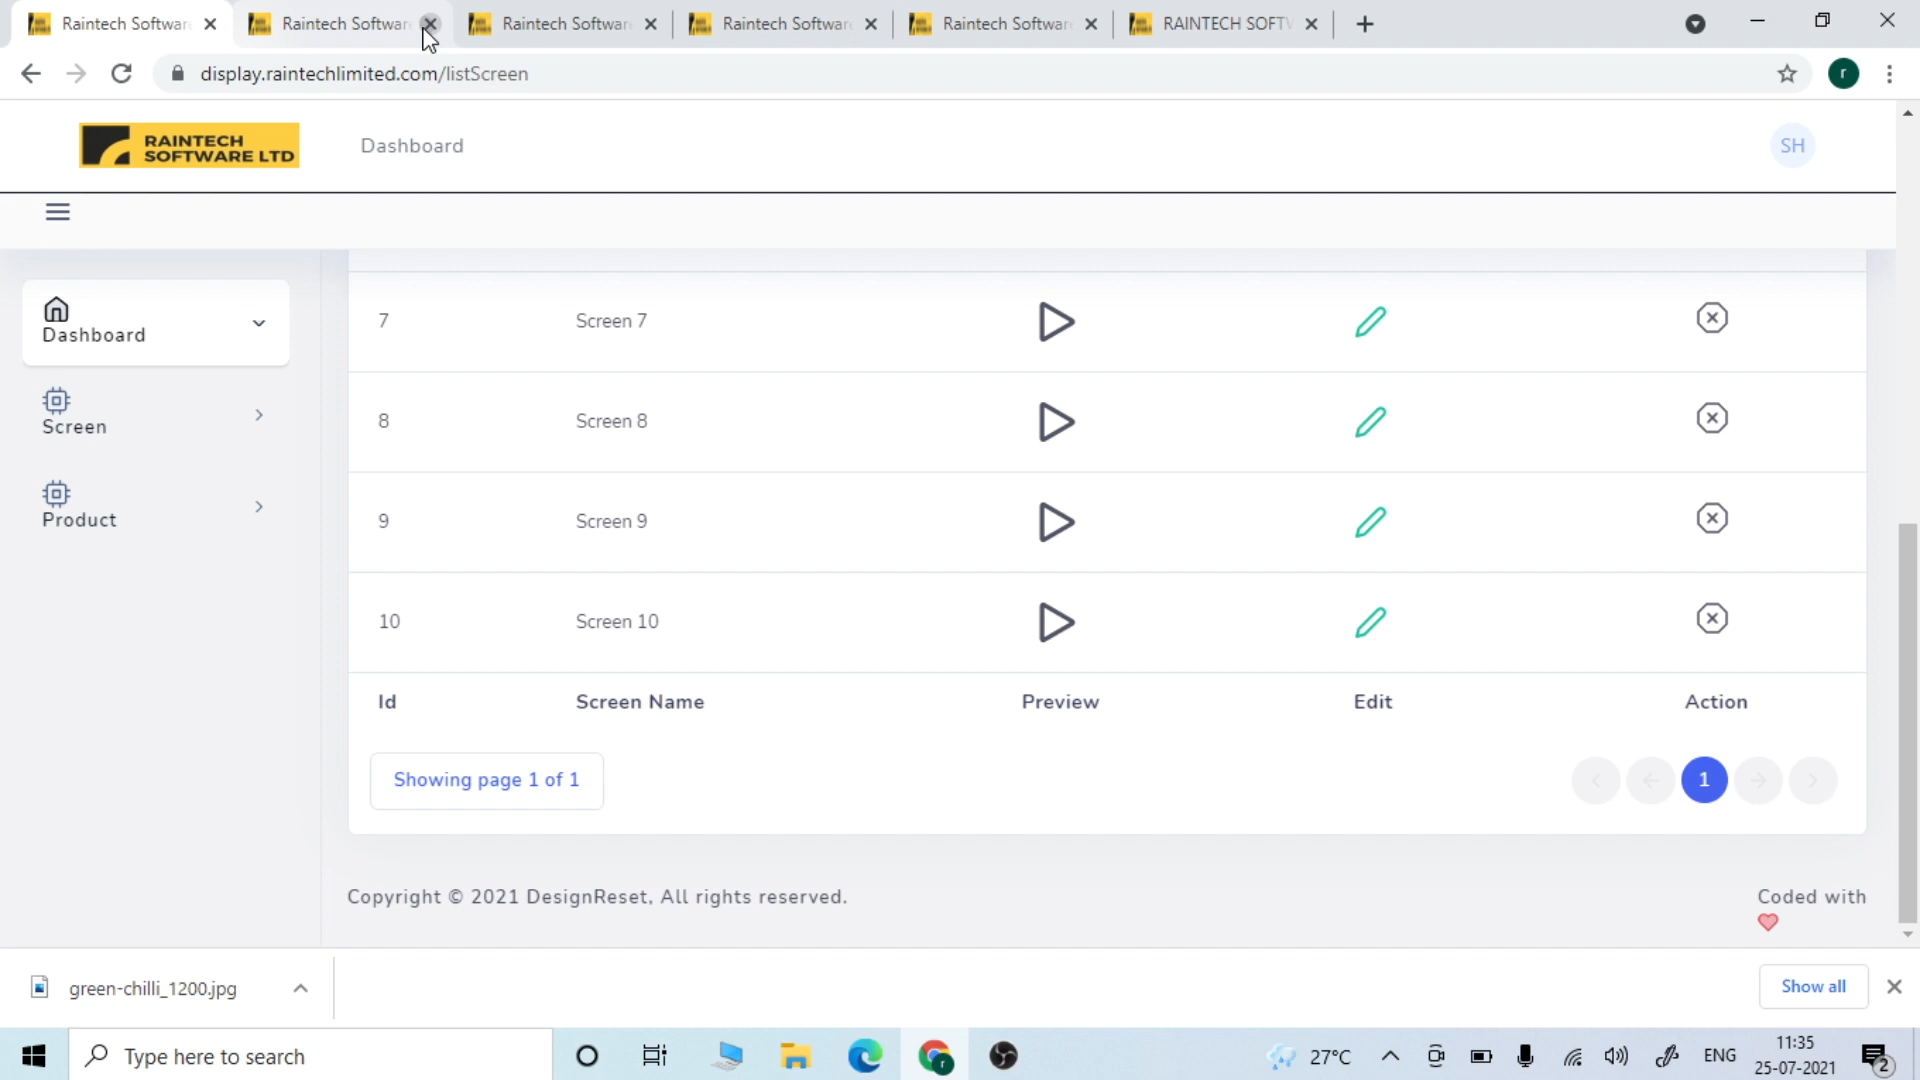 Raintech Softwar
Raintech Softwar
Raintech Softwar
Raintech Softwar
Raintech Softwar
RAINTECH SOFT
display.raintechlimited.com/listScreen
r
RAINTECH
SOFTWARE LTD
Dashboard
SH
Dashboard
Screen
Product
7 Screen 7
8 Screen 8
9 Screen 9
10 Screen 10
Id Screen Name Preview Edit Action
Showing page 1 of 1
1
Copyright © 2021 DesignReset, All rights reserved.
Coded with
green-chilli_1200.jpg
Show all
Type here to search
r
27°C
ENG
11:35
25-07-2021
2